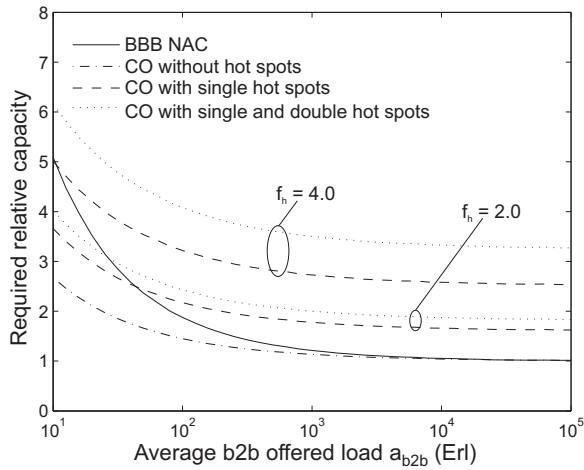 8
7
6
5
4
3
2
1
0
Required relative capacity
BBB NAC
CO without hot spots
CO with single hot spots
CO with single and double hot spots
f_h = 4.0
f_h = 2.0
10^1
10^2
10^3
10^4
10^5
Average b2b offered load a_b2b (Erl)